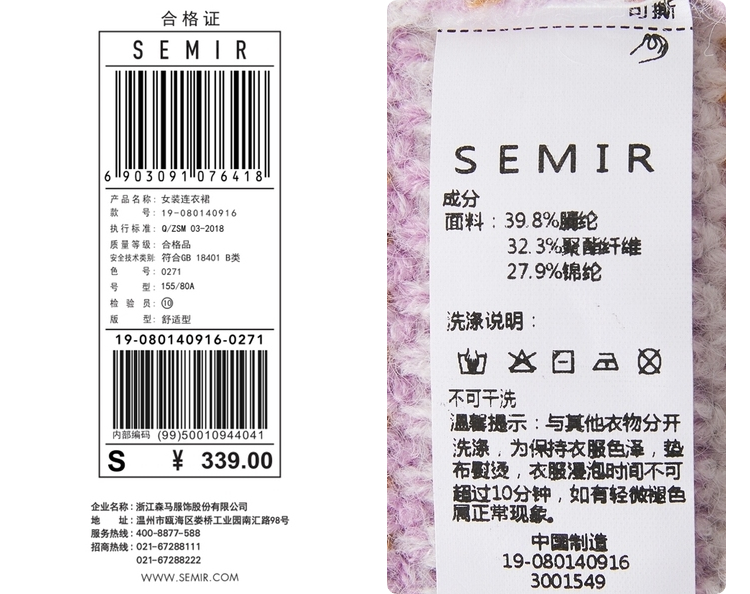 合格证
SEMIR
6 903091 076418
产品名称: 女装连衣裙
款 号: 19-080140916
执行标准: Q/ZSM 03-2018
质量等级: 合格品
安全技术类别: 符合GB 18401 B类
色 号: 0271
号 型: 155/80A
检 验 员: ⑩
版 型: 舒适型
19-080140916-0271
内部编码 (99)50010944041
S ¥ 339.00
企业名称: 浙江森马服饰股份有限公司
地 址: 温州市瓯海区娄桥工业园南汇路98号
服务热线: 400-8877-588
招商热线: 021-67288111
021-67288222
WWW.SEMIR.COM
可撕
SEMIR
成分
面料: 39.8%腈纶
32.3%聚酯纤维
27.9%锦纶
洗涤说明:
不可干洗
温馨提示: 与其他衣物分开
洗涤, 为保持衣服色泽, 垫
布熨烫, 衣服浸泡时间不可
超过10分钟, 如有轻微褪色
属正常现象。
中國制造
19-080140916
3001549